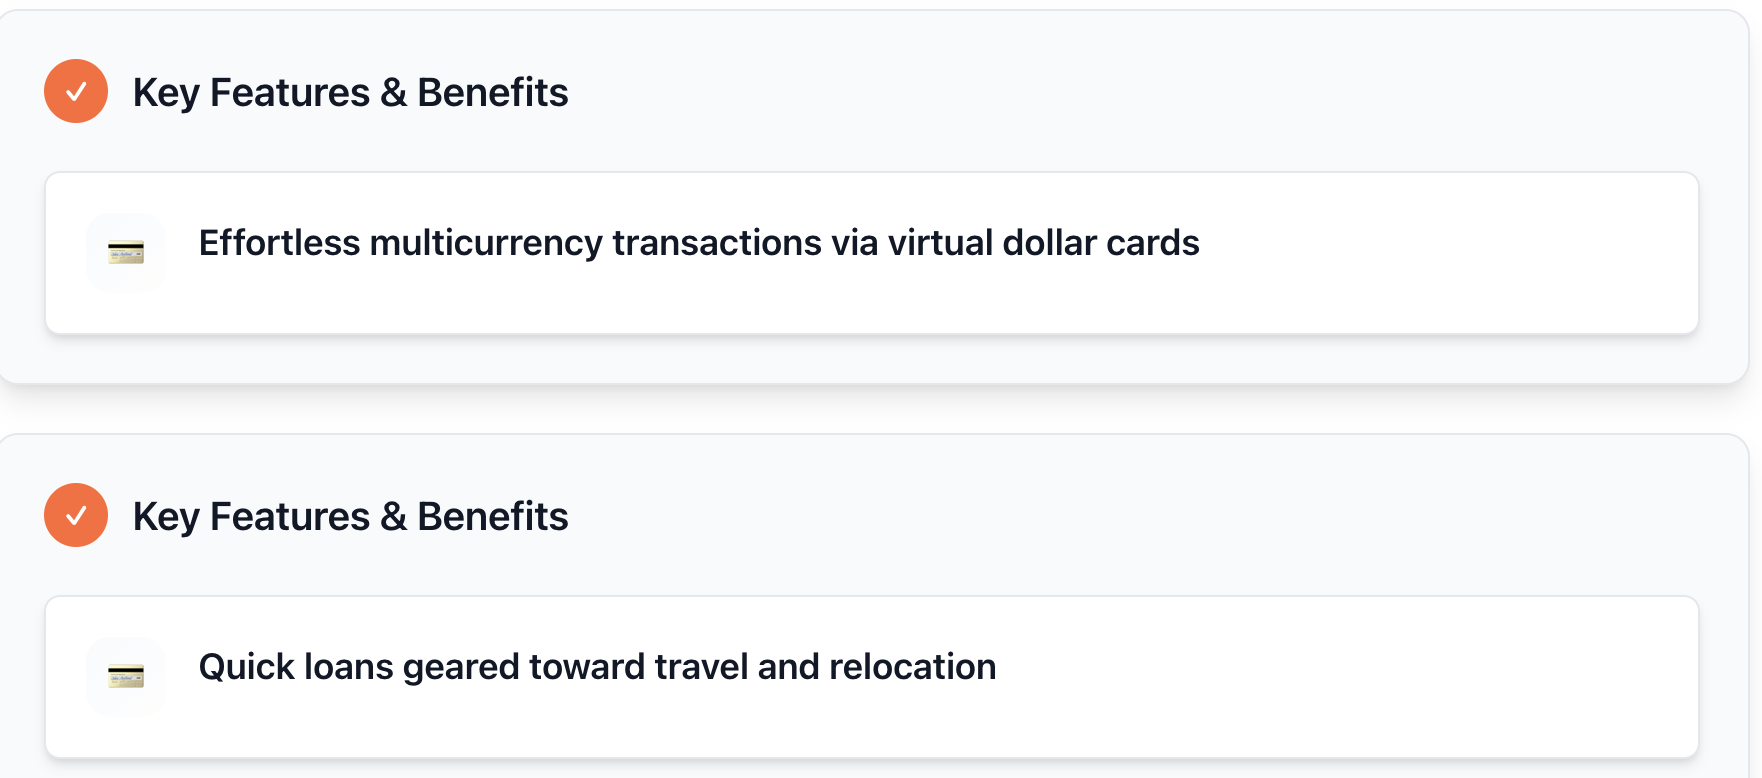 Key Features & Benefits
Effortless multicurrency transactions via virtual dollar cards
Key Features & Benefits
Quick loans geared toward travel and relocation